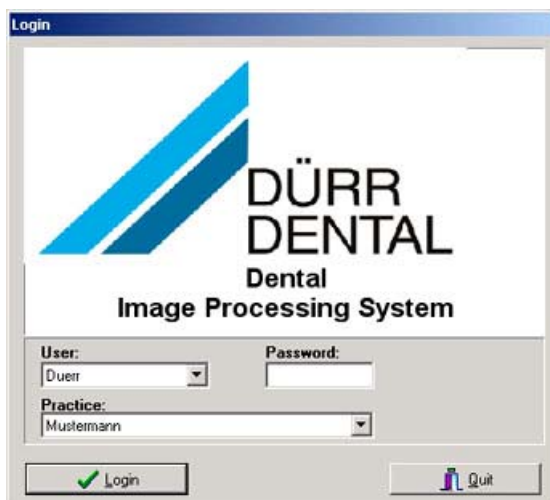 Login
DÜRR
DENTAL
Dental
Image Processing System
User:
Password:
Duerr
Practice:
Mustermann
Login
Quit